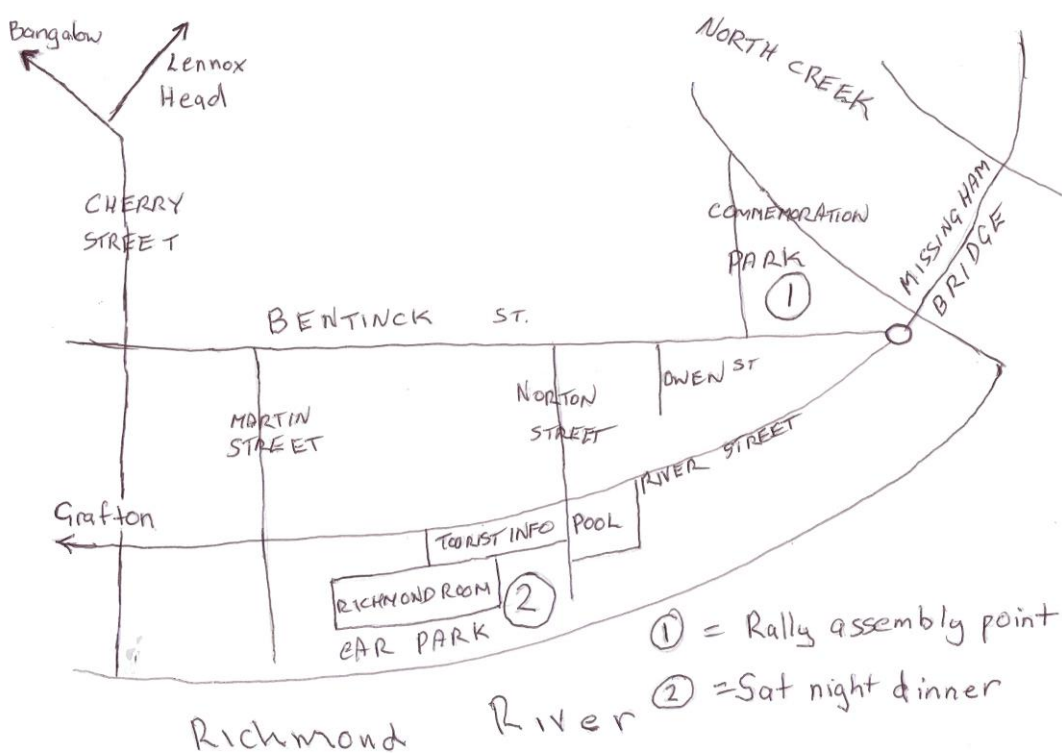 Bangalow
Lennox
Head
NORTH CREEK
CHERRY
STREET
COMMEMORATION
PARK
1
MISSINGHAM
BRIDGE
BENTINCK ST.
OWEN ST
MARTIN
STREET
NORTON
STREET
RIVER STREET
Grafton
TOURIST INFO
POOL
RICHMOND ROOM
2
CAR PARK
1 = Rally assembly point
2 = Sat night dinner
Richmond River